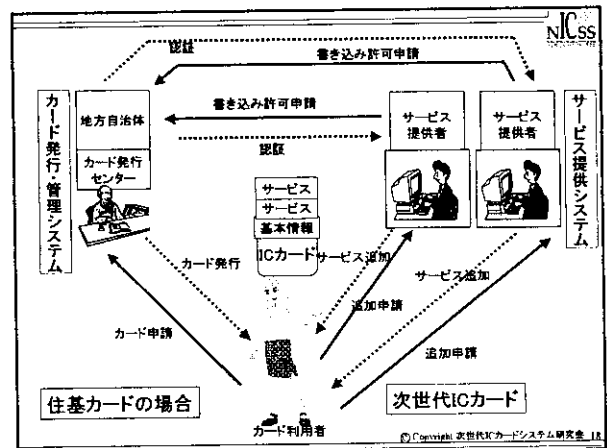 NICSS
認証
書き込み許可申請
カード発行・管理システム
地方自治体
カード発行
センター
書き込み許可申請
認証
サービス
提供者
サービス
提供者
サービス提供システム
サービス
サービス
基本情報
ICカード
カード発行
サービス追加
サービス追加
追加申請
カード申請
追加申請
住基カードの場合
カード利用者
次世代ICカード
© Copyright 次世代ICカードシステム研究会 18